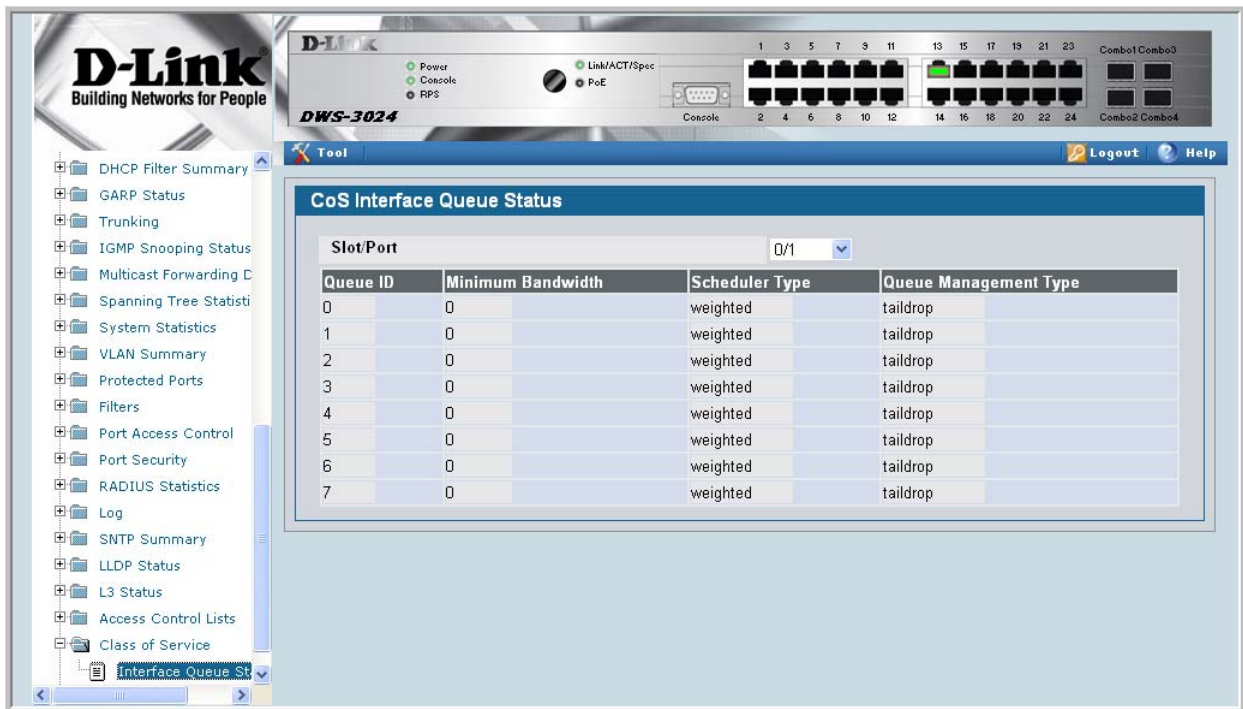 D-Link
Building Networks for People
D-Link
Power
Console
RPS
Link/ACT/Spec
PoE
DWS-3024
Console
1 3 5 7 9 11 13 15 17 19 21 23
2 4 6 8 10 12 14 16 18 20 22 24
Combo1 Combo3
Combo2 Combo4
Tool
Logout
Help
DHCP Filter Summary
GARP Status
Trunking
IGMP Snooping Status
Multicast Forwarding D
Spanning Tree Statisti
System Statistics
VLAN Summary
Protected Ports
Filters
Port Access Control
Port Security
RADIUS Statistics
Log
SNTP Summary
LLDP Status
L3 Status
Access Control Lists
Class of Service
Interface Queue St
CoS Interface Queue Status
Slot/Port 0/1
Queue ID Minimum Bandwidth Scheduler Type Queue Management Type
0 0 weighted taildrop
1 0 weighted taildrop
2 0 weighted taildrop
3 0 weighted taildrop
4 0 weighted taildrop
5 0 weighted taildrop
6 0 weighted taildrop
7 0 weighted taildrop